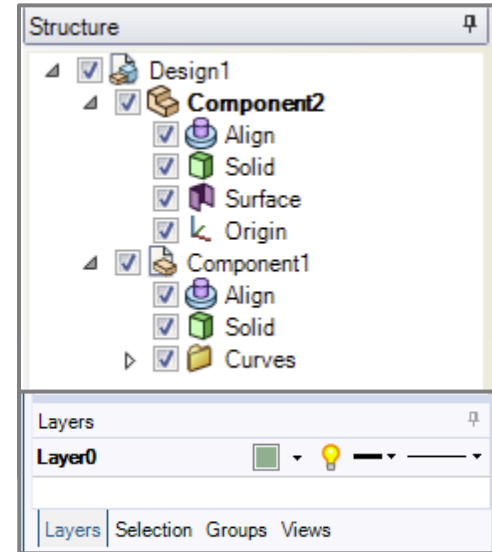 Structure
Design1
Component2
Align
Solid
Surface
Origin
Component1
Align
Solid
Curves
Layers
Layer0
Layers Selection Groups Views